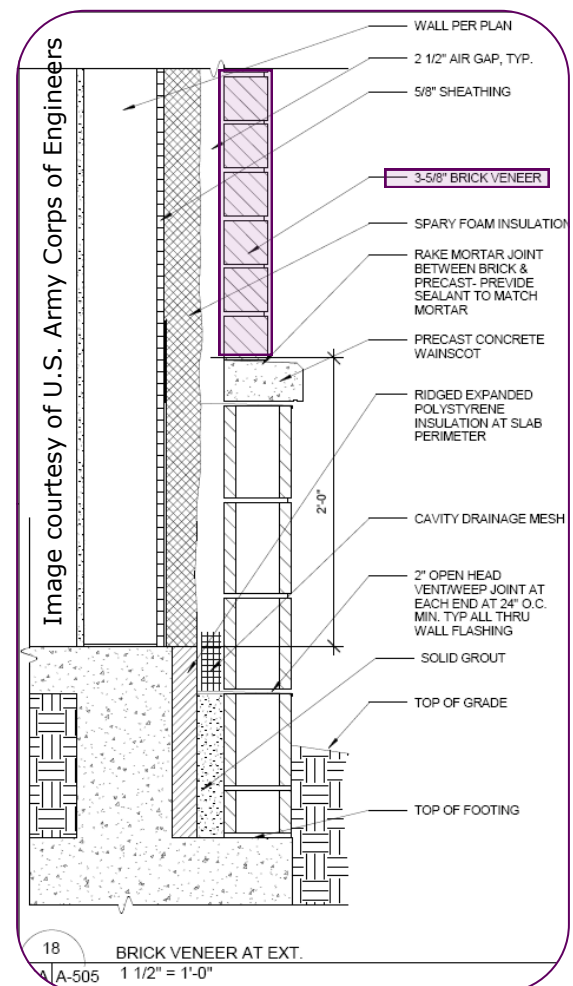 Image courtesy of U.S. Army Corps of Engineers
WALL PER PLAN
2 1/2" AIR GAP, TYP.
5/8" SHEATHING
3-5/8" BRICK VENEER
SPARY FOAM INSULATION
RAKE MORTAR JOINT
BETWEEN BRICK &
PRECAST- PREVIDE
SEALANT TO MATCH
MORTAR
PRECAST CONCRETE
WAINSCOT
RIDGED EXPANDED
POLYSTYRENE
INSULATION AT SLAB
PERIMETER
2'-0"
CAVITY DRAINAGE MESH
2" OPEN HEAD
VENT/WEEP JOINT AT
EACH END AT 24" O.C.
MIN. TYP ALL THRU
WALL FLASHING
SOLID GROUT
TOP OF GRADE
TOP OF FOOTING
18
BRICK VENEER AT EXT.
A A-505
1 1/2" = 1'-0"